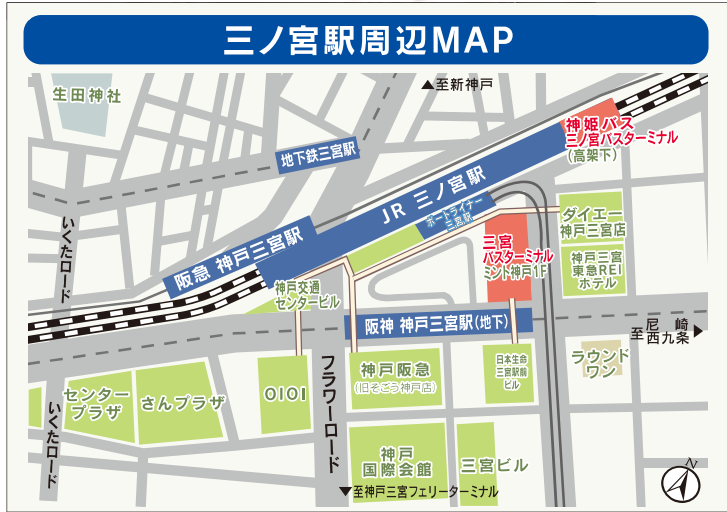 三ノ宮駅周辺MAP
生田神社
▲至新神戸
地下鉄三宮駅
神姫バス
三ノ宮バスターミナル
(高架下)
JR 三ノ宮駅
ポートライナー
三宮駅
ダイエー
神戸三宮店
いくたロード
阪急 神戸三宮駅
三宮
バスターミナル
ミント神戸1F
神戸三宮
東急REI
ホテル
神戸交通
センタービル
阪神 神戸三宮駅(地下)
至 尼崎
西九条 ▶
フラワーロード
神戸阪急
(旧そごう神戸店)
日本生命
三宮駅前
ビル
ラウンド
ワン
センター
プラザ
さんプラザ
OIOI
いくたロード
神戸
国際会館
三宮ビル
▼至神戸三宮フェリーターミナル
N